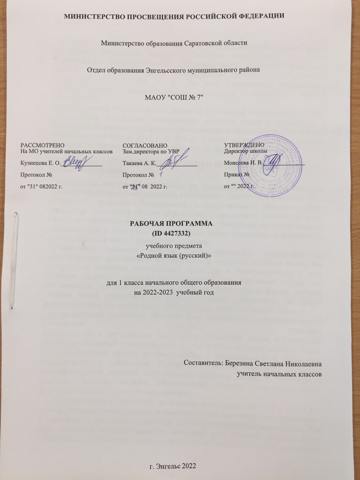 МИНИСТЕРСТВО ПРОСВЕЩЕНИЯ РОССИЙСКОЙ ФЕДЕРАЦИИ
Министерство образования Саратовской области
Отдел образования Энгельсского муниципального района
МАОУ "СОШ № 7"
РАССМОТРЕНО
На МО учителей начальных классов
Кузнецова Е. О.
Протокол №
от "31" 082022 г.
СОГЛАСОВАНО
Зам.директора по УВР
Такаева А. К.
Протокол № 1
от "31" 08 2022 г.
УТВЕРЖДЕНО
Директор школы
Моисеева И. В.
Приказ №
от "" 2022 г.
РАБОЧАЯ ПРОГРАММА
(ID 4427332)
учебного предмета
«Родной язык (русский)»
для 1 класса начального общего образования
на 2022-2023 учебный год
Составитель: Березина Светлана Николаевна
учитель начальных классов
г. Энгельс 2022